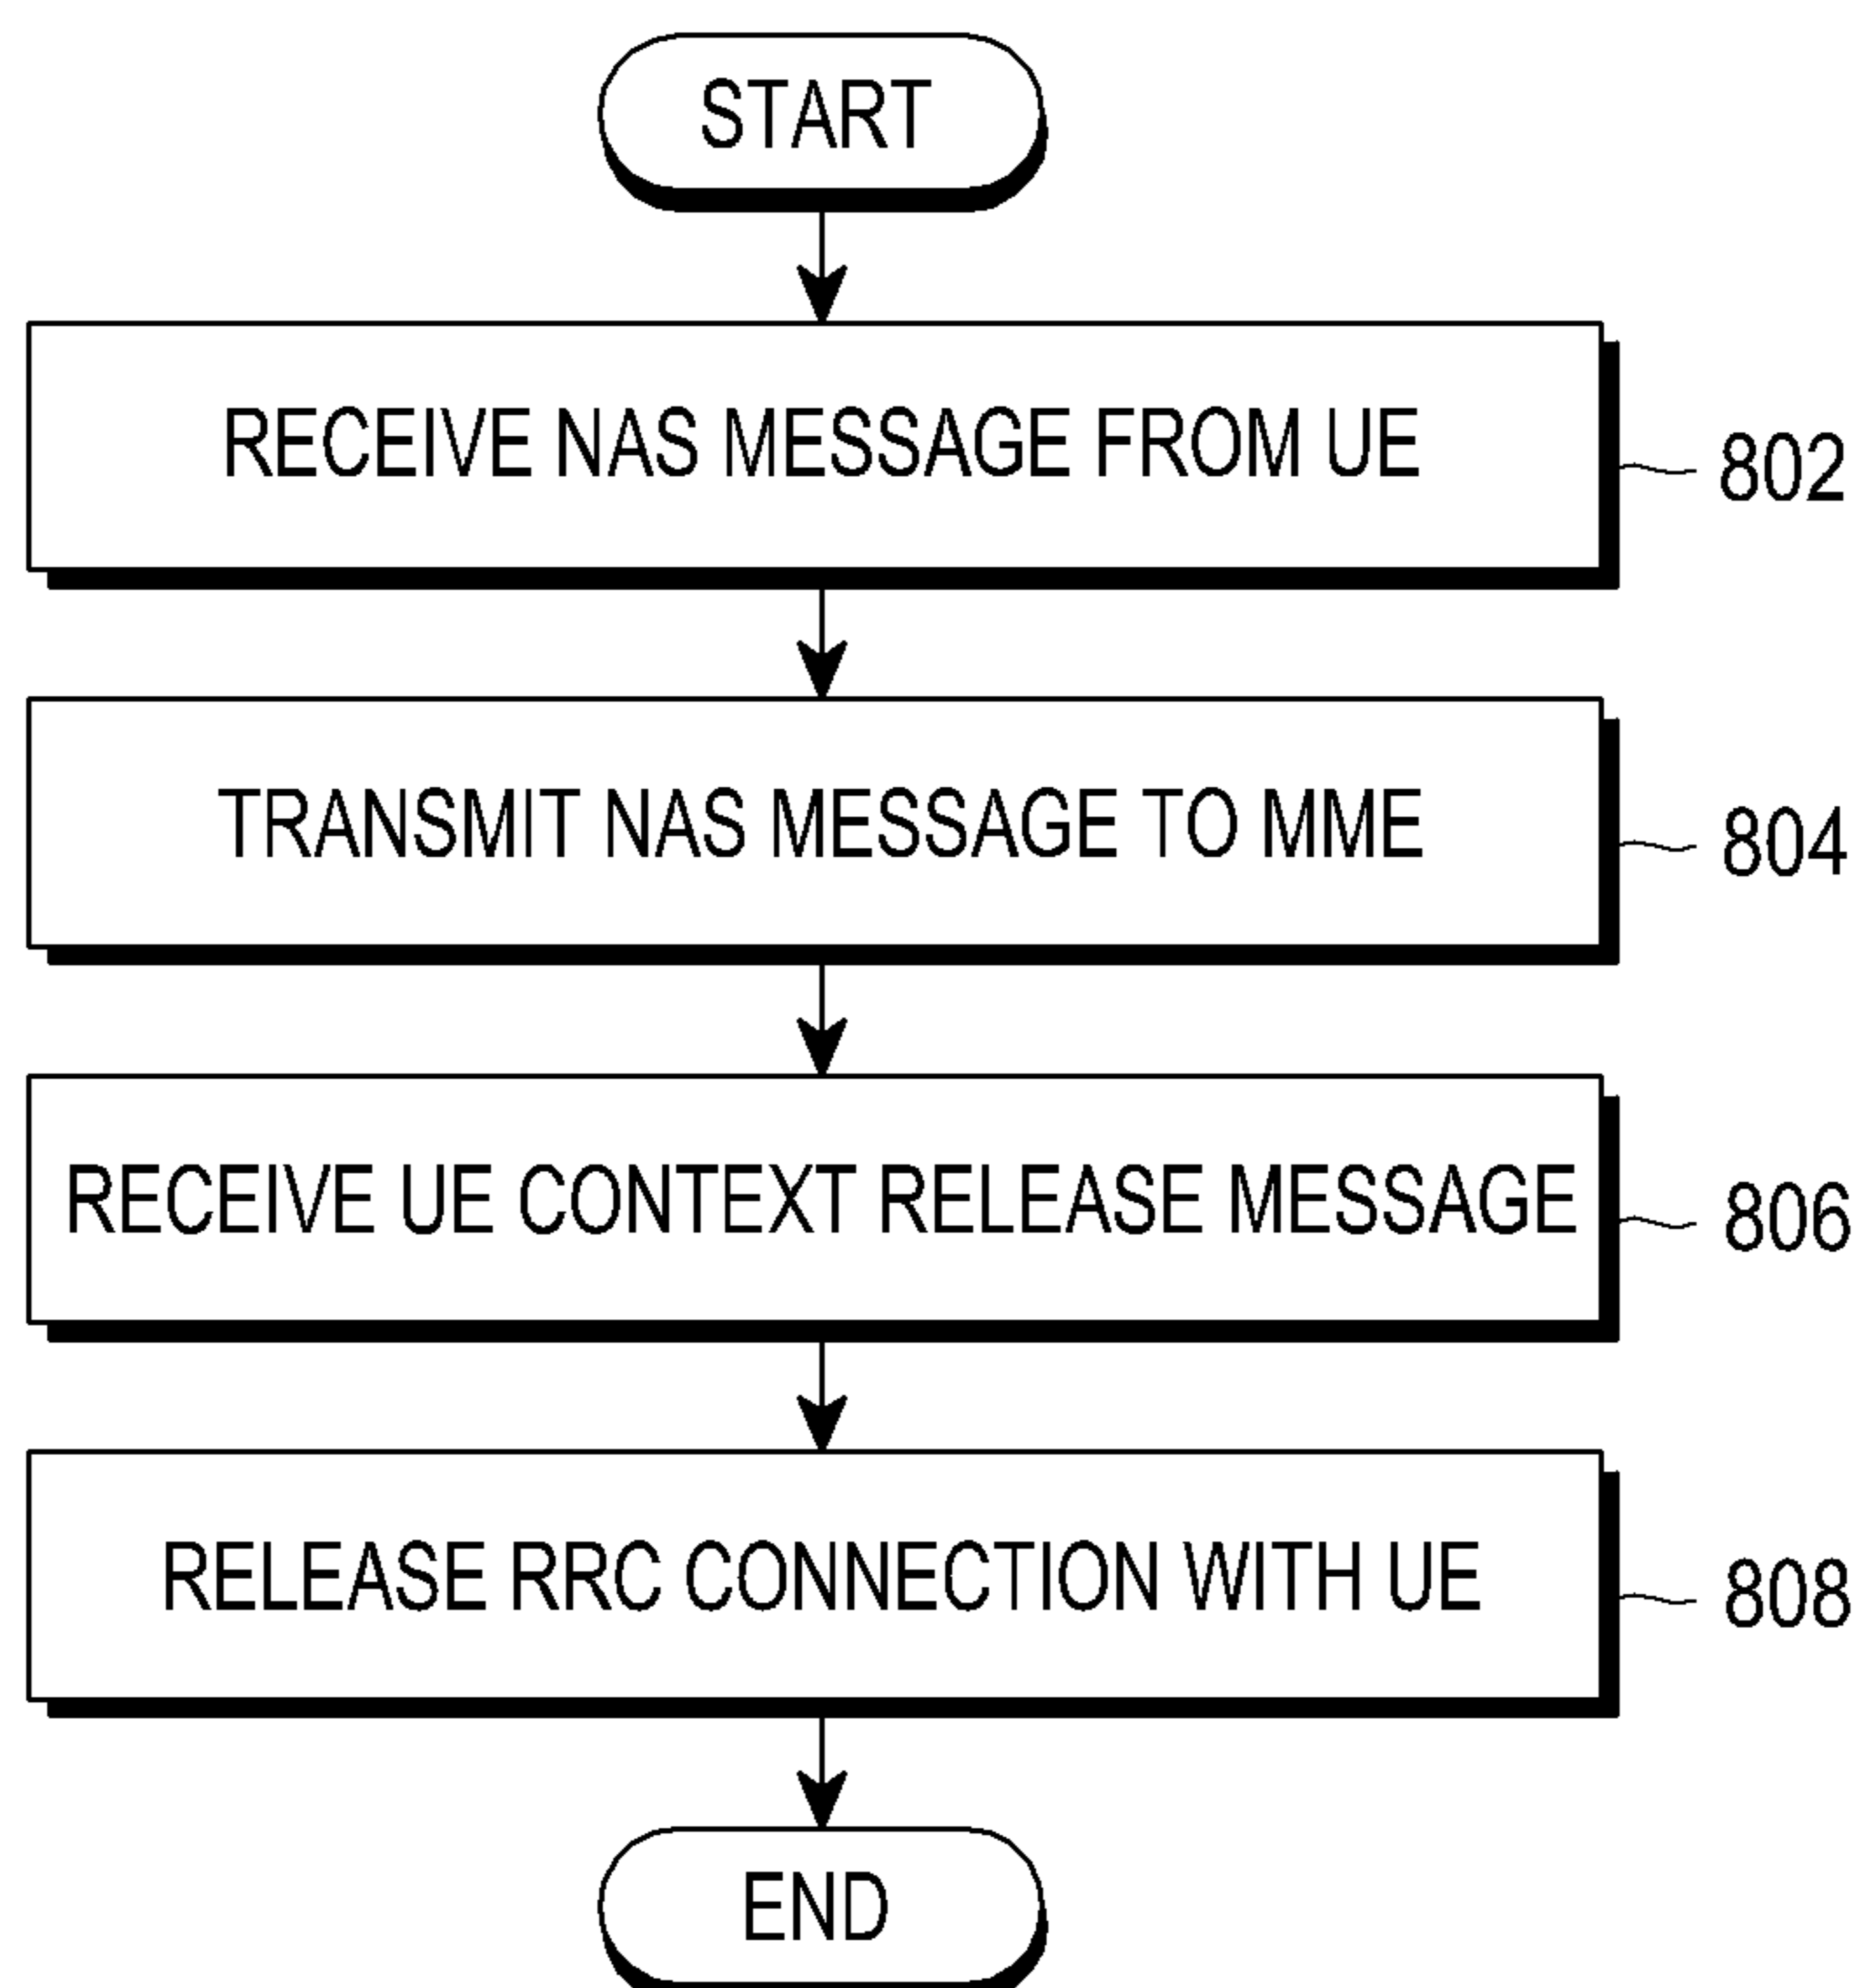 START
RECEIVE NAS MESSAGE FROM UE
802
TRANSMIT NAS MESSAGE TO MME
804
RECEIVE UE CONTEXT RELEASE MESSAGE
806
RELEASE RRC CONNECTION WITH UE
808
END